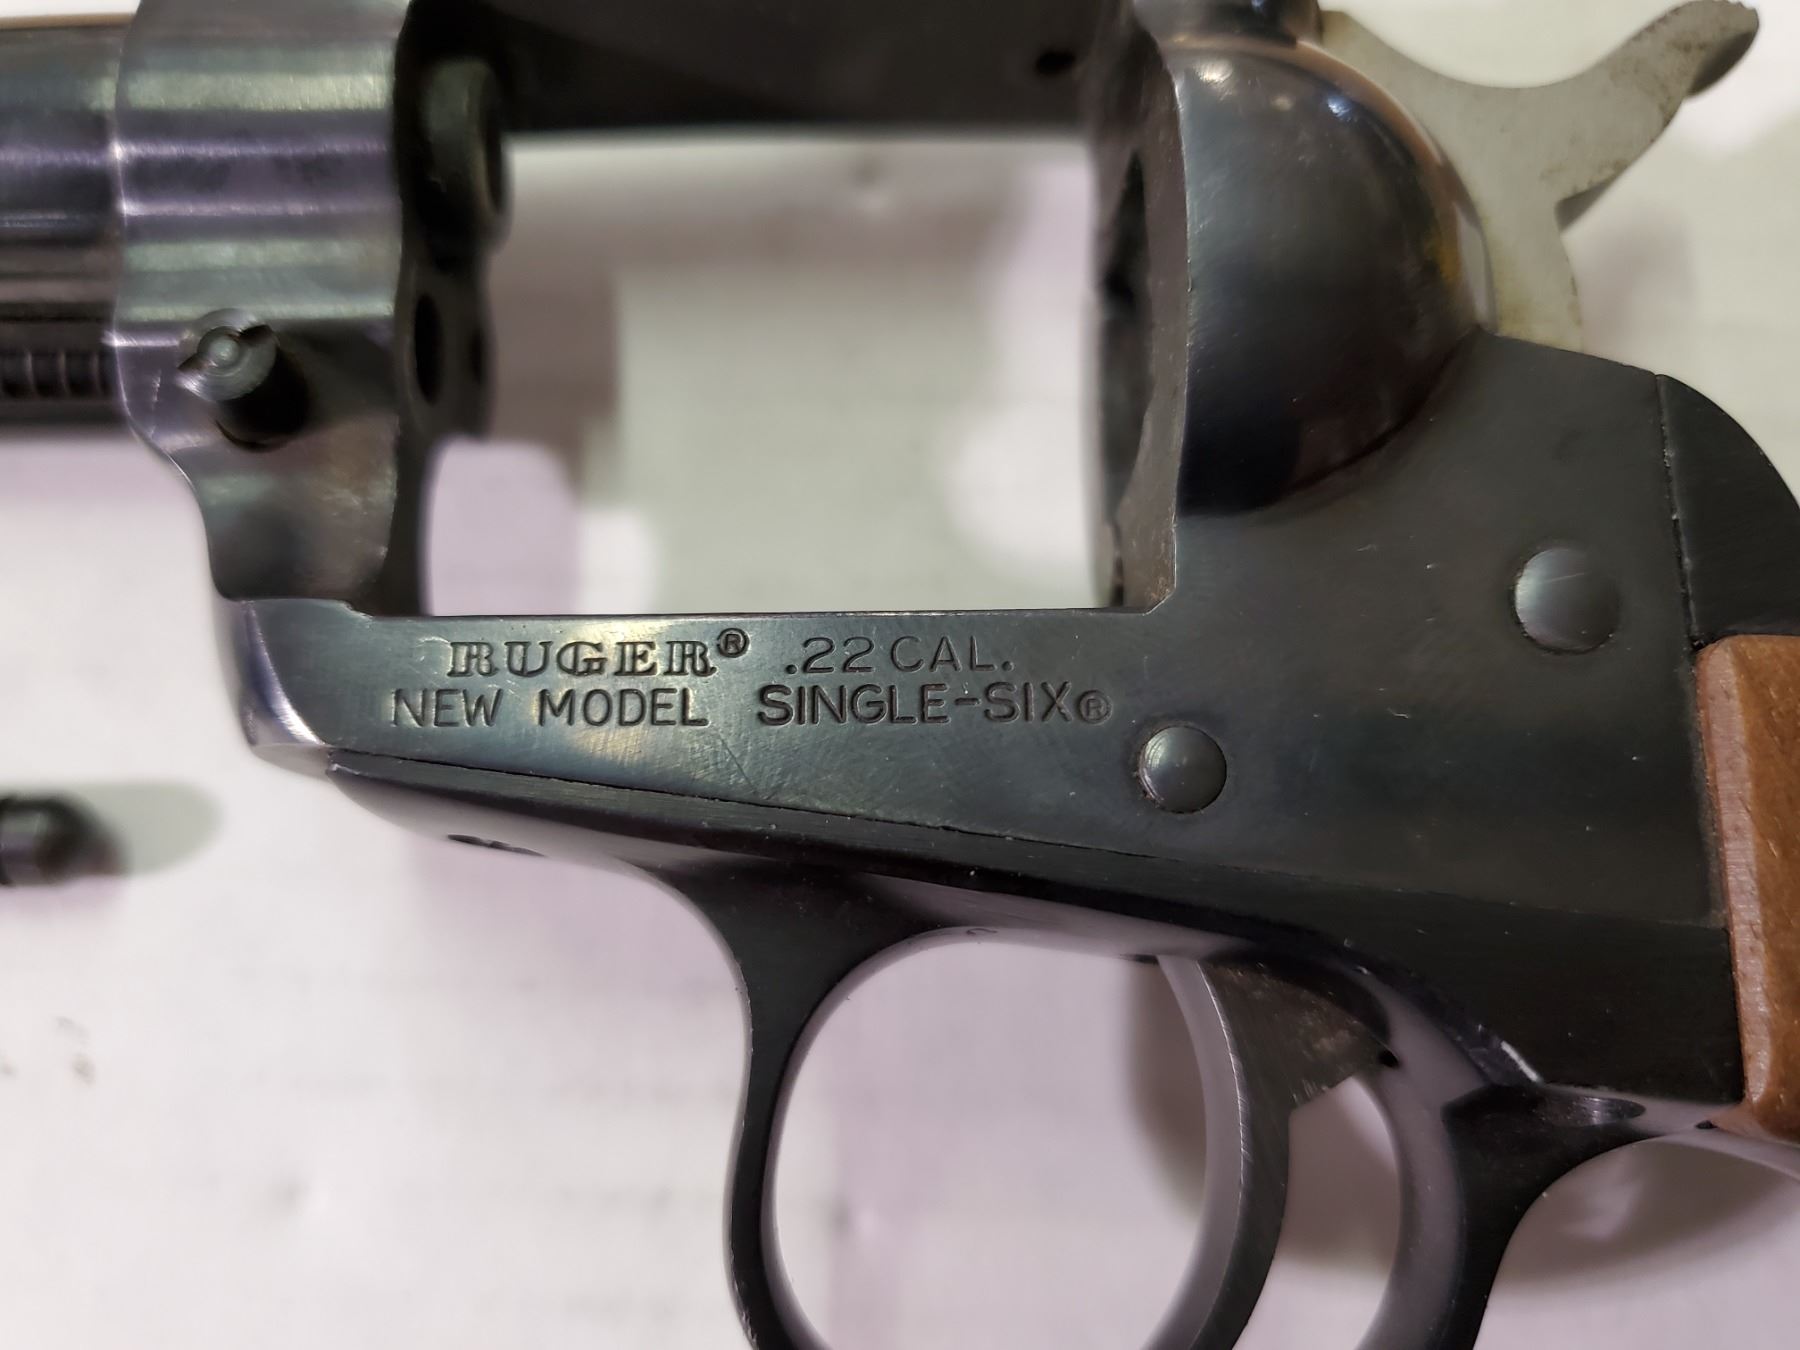 RUGER® .22 CAL.
NEW MODEL SINGLE-SIX®